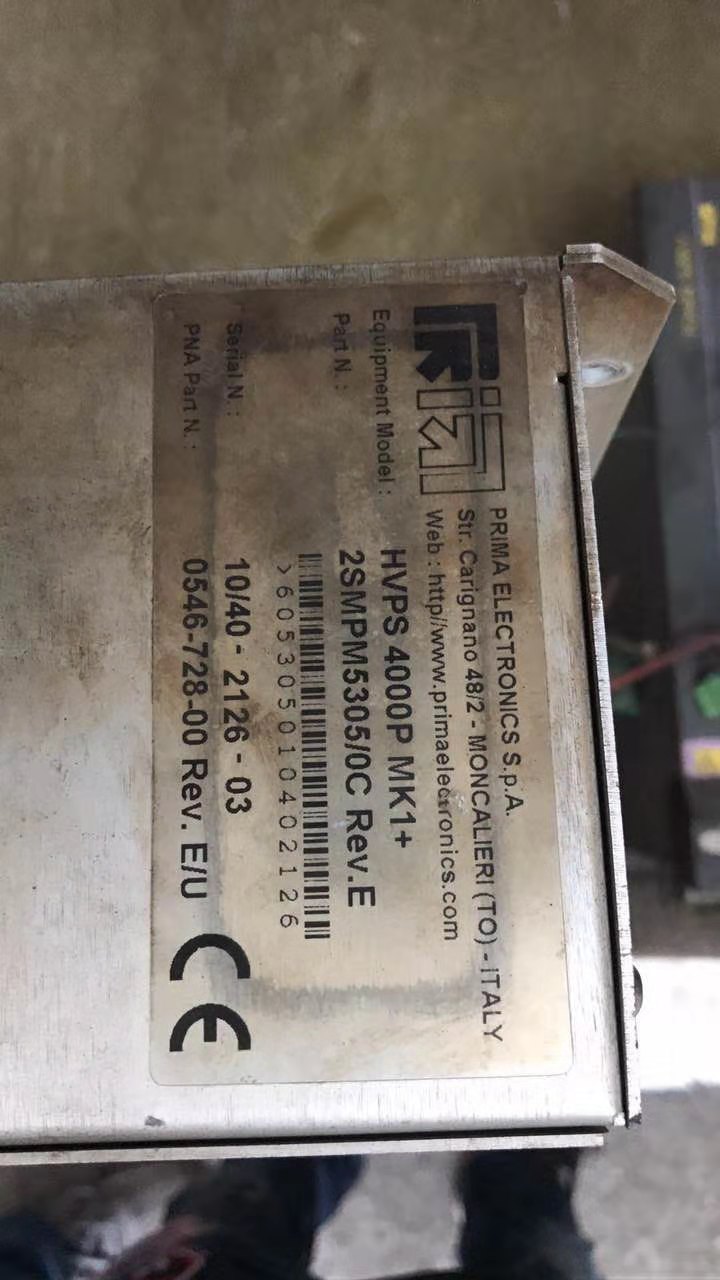 PRIMA ELECTRONICS S.p.A.
Str. Carignano 48/2 - MONCALIERI (TO) - ITALY
Web : http//www.primaelectronics.com
Equipment Model : HVPS 4000P MK1+
Part N. : 2SMPM5305/0C Rev.E
>605305010402126
Serial N. : 10/40 - 2126 - 03
PNA Part N. : 0546-728-00 Rev. E/U
CE